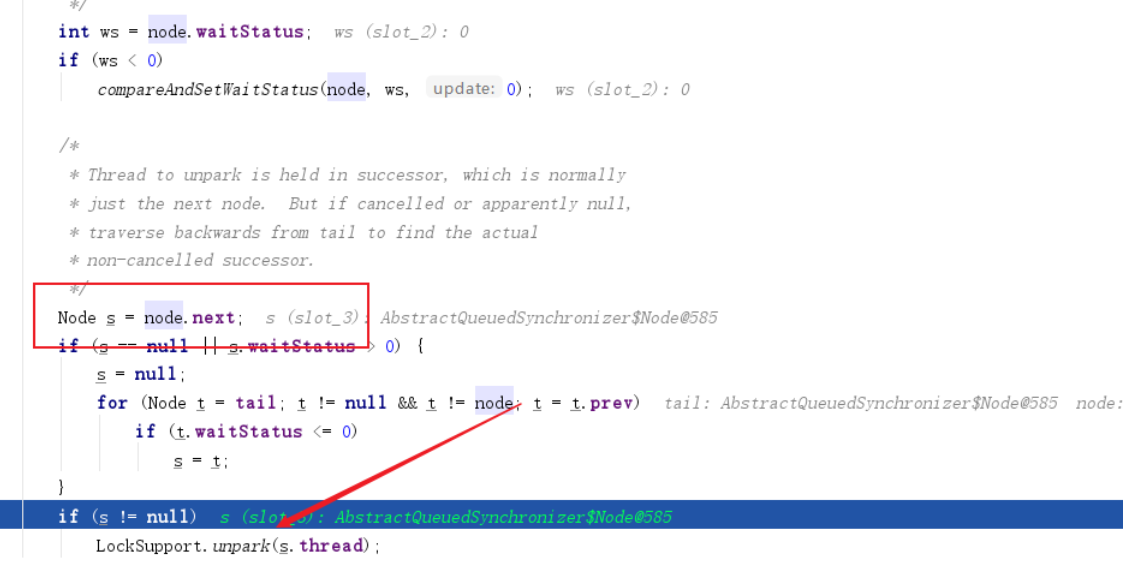 */
int ws = node.waitStatus;  ws (slot_2): 0
if (ws < 0)
compareAndSetWaitStatus(node, ws,  update: 0);  ws (slot_2): 0
/*
* Thread to unpark is held in successor, which is normally
* just the next node.  But if cancelled or apparently null,
* traverse backwards from tail to find the actual
* non-cancelled successor.
*/
Node s = node.next;  s (slot_3): AbstractQueuedSynchronizer$Node@585
if (s == null || s.waitStatus > 0) {
s = null;
for (Node t = tail; t != null && t != node; t = t.prev)  tail: AbstractQueuedSynchronizer$Node@585  node:
if (t.waitStatus <= 0)
s = t;
}
if (s != null)  s (slot_3): AbstractQueuedSynchronizer$Node@585
LockSupport.unpark(s.thread);